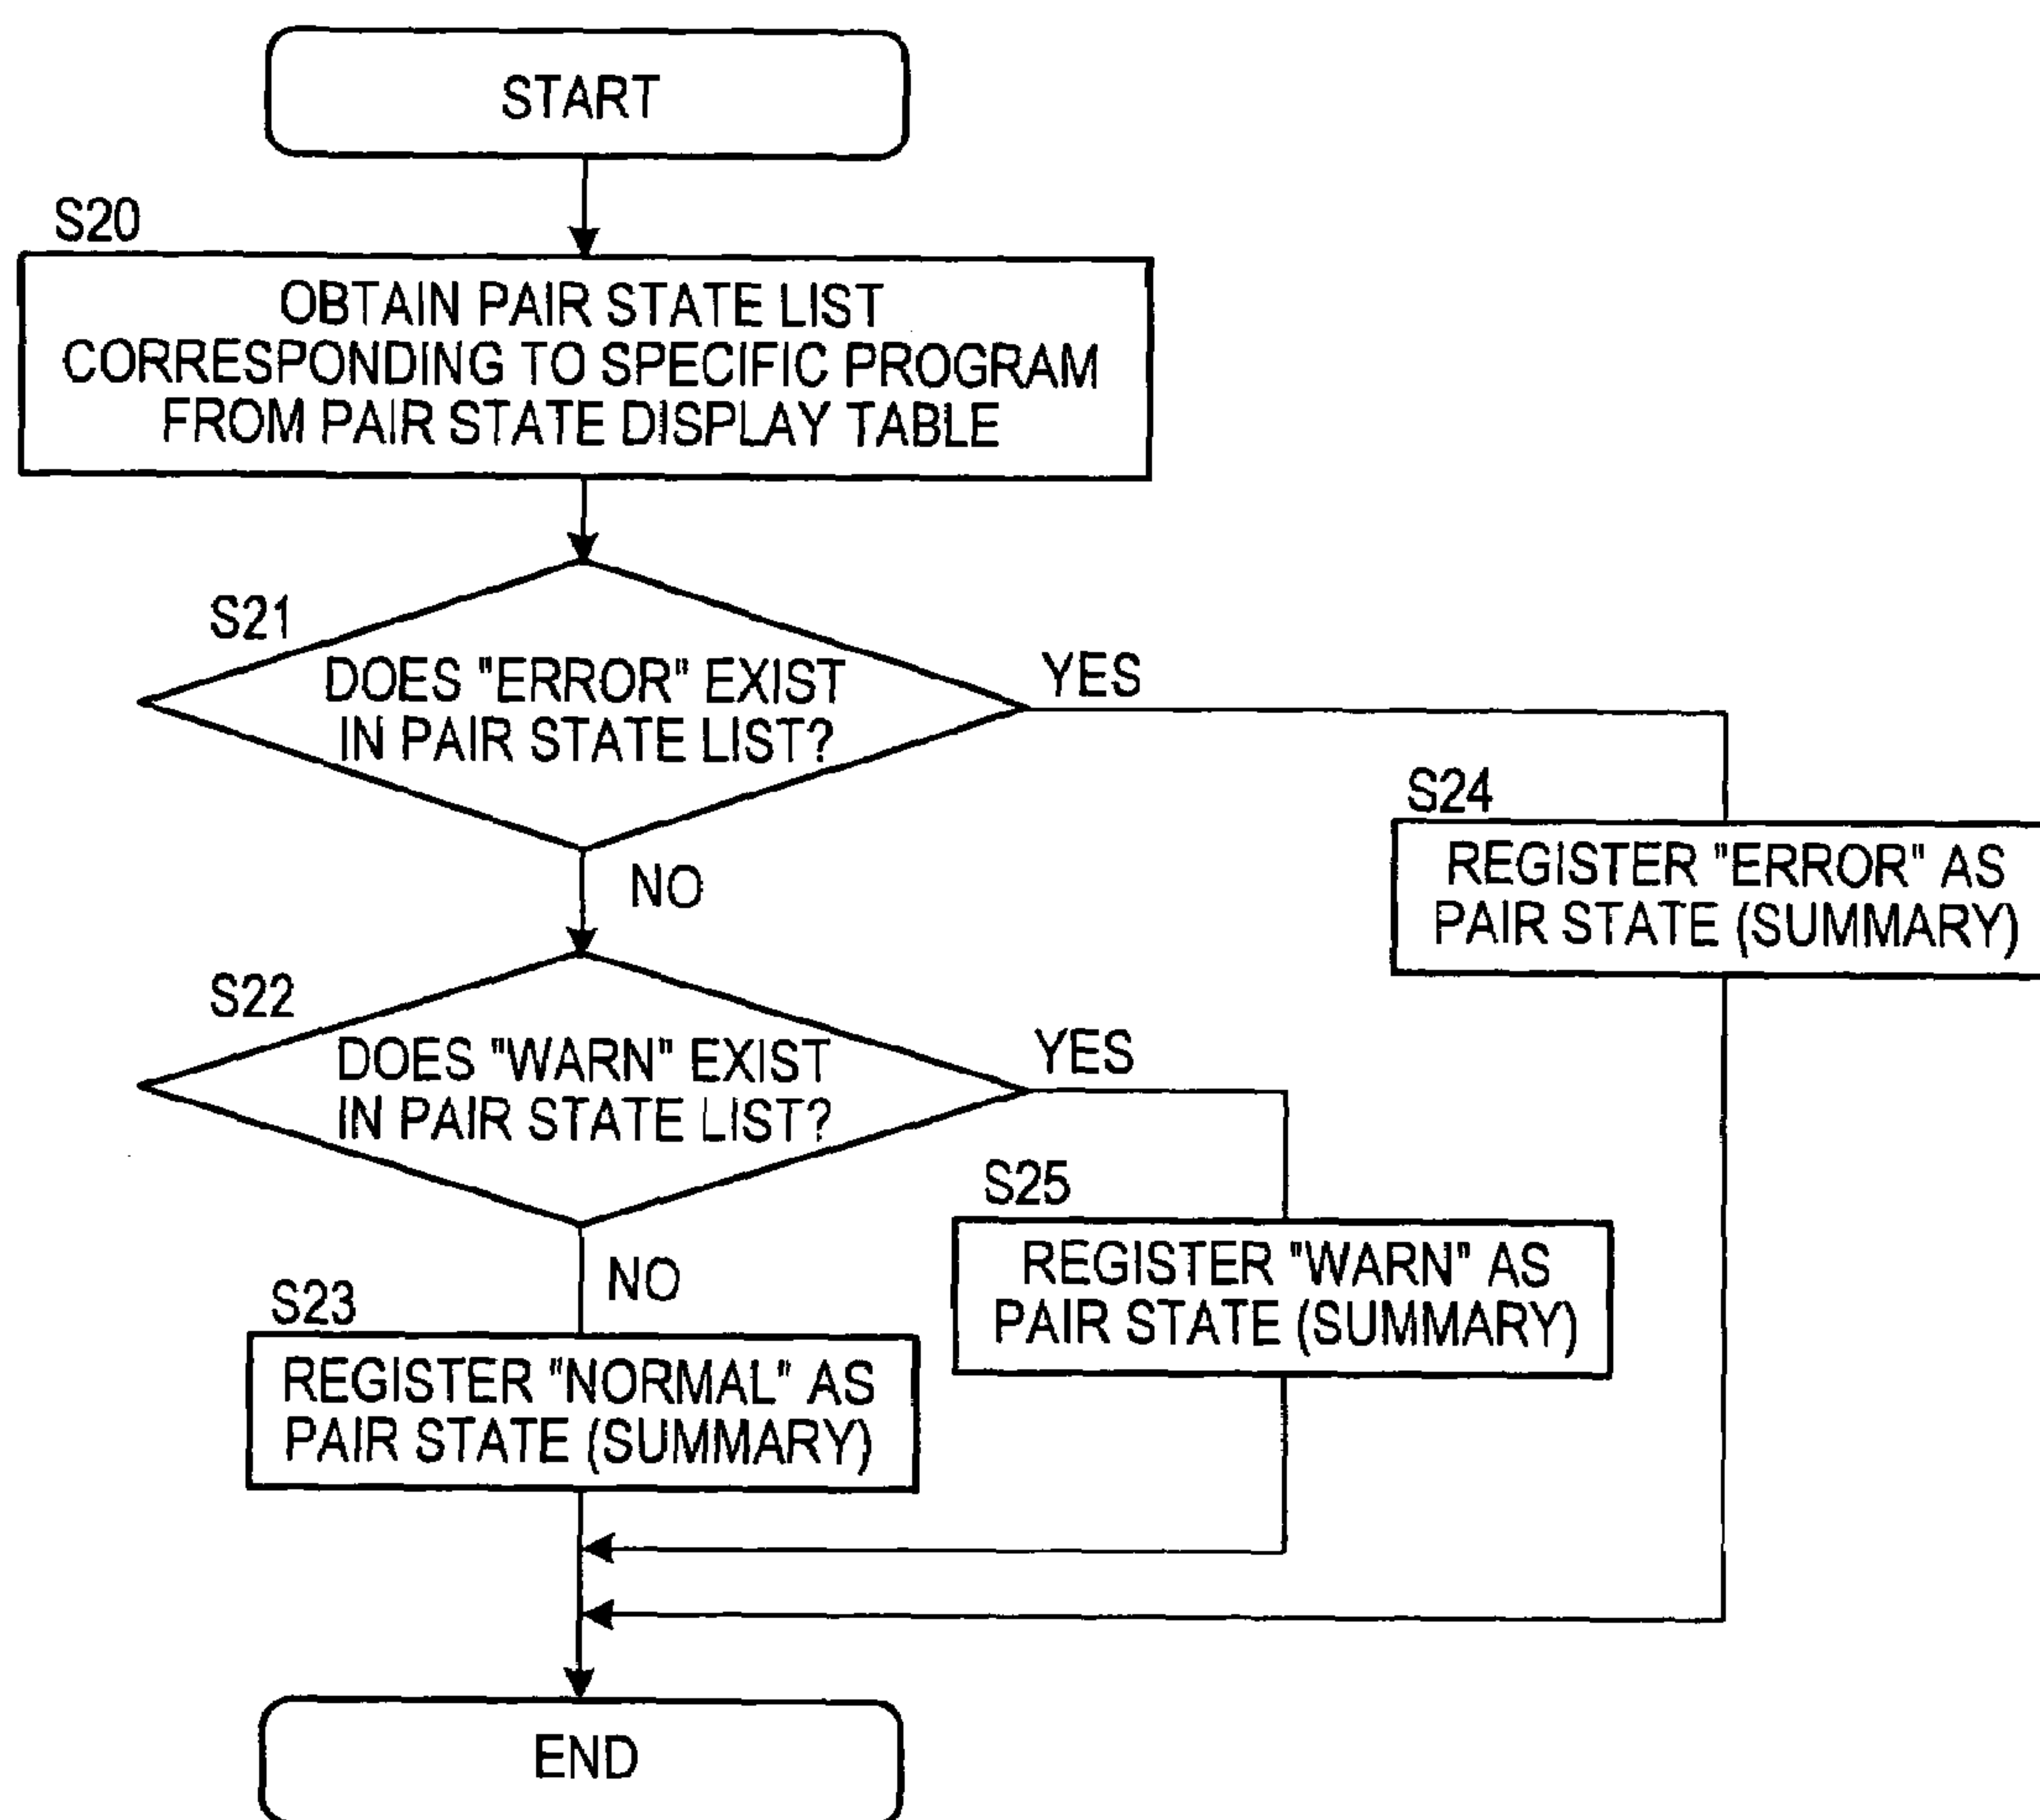 START
S20
OBTAIN PAIR STATE LIST
CORRESPONDING TO SPECIFIC PROGRAM
FROM PAIR STATE DISPLAY TABLE
S21
DOES "ERROR" EXIST
IN PAIR STATE LIST?
YES
NO
S24
REGISTER "ERROR" AS
PAIR STATE (SUMMARY)
S22
DOES "WARN" EXIST
IN PAIR STATE LIST?
YES
NO
S25
REGISTER "WARN" AS
PAIR STATE (SUMMARY)
S23
REGISTER "NORMAL" AS
PAIR STATE (SUMMARY)
END